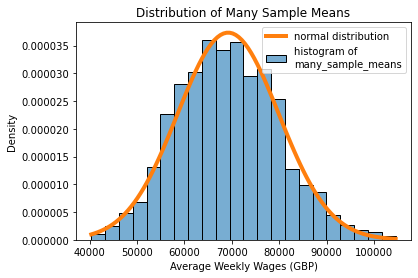 Distribution of Many Sample Means
normal distribution
histogram of
many_sample_means
Density
0.000035
0.000030
0.000025
0.000020
0.000015
0.000010
0.000005
0.000000
40000 50000 60000 70000 80000 90000 100000
Average Weekly Wages (GBP)